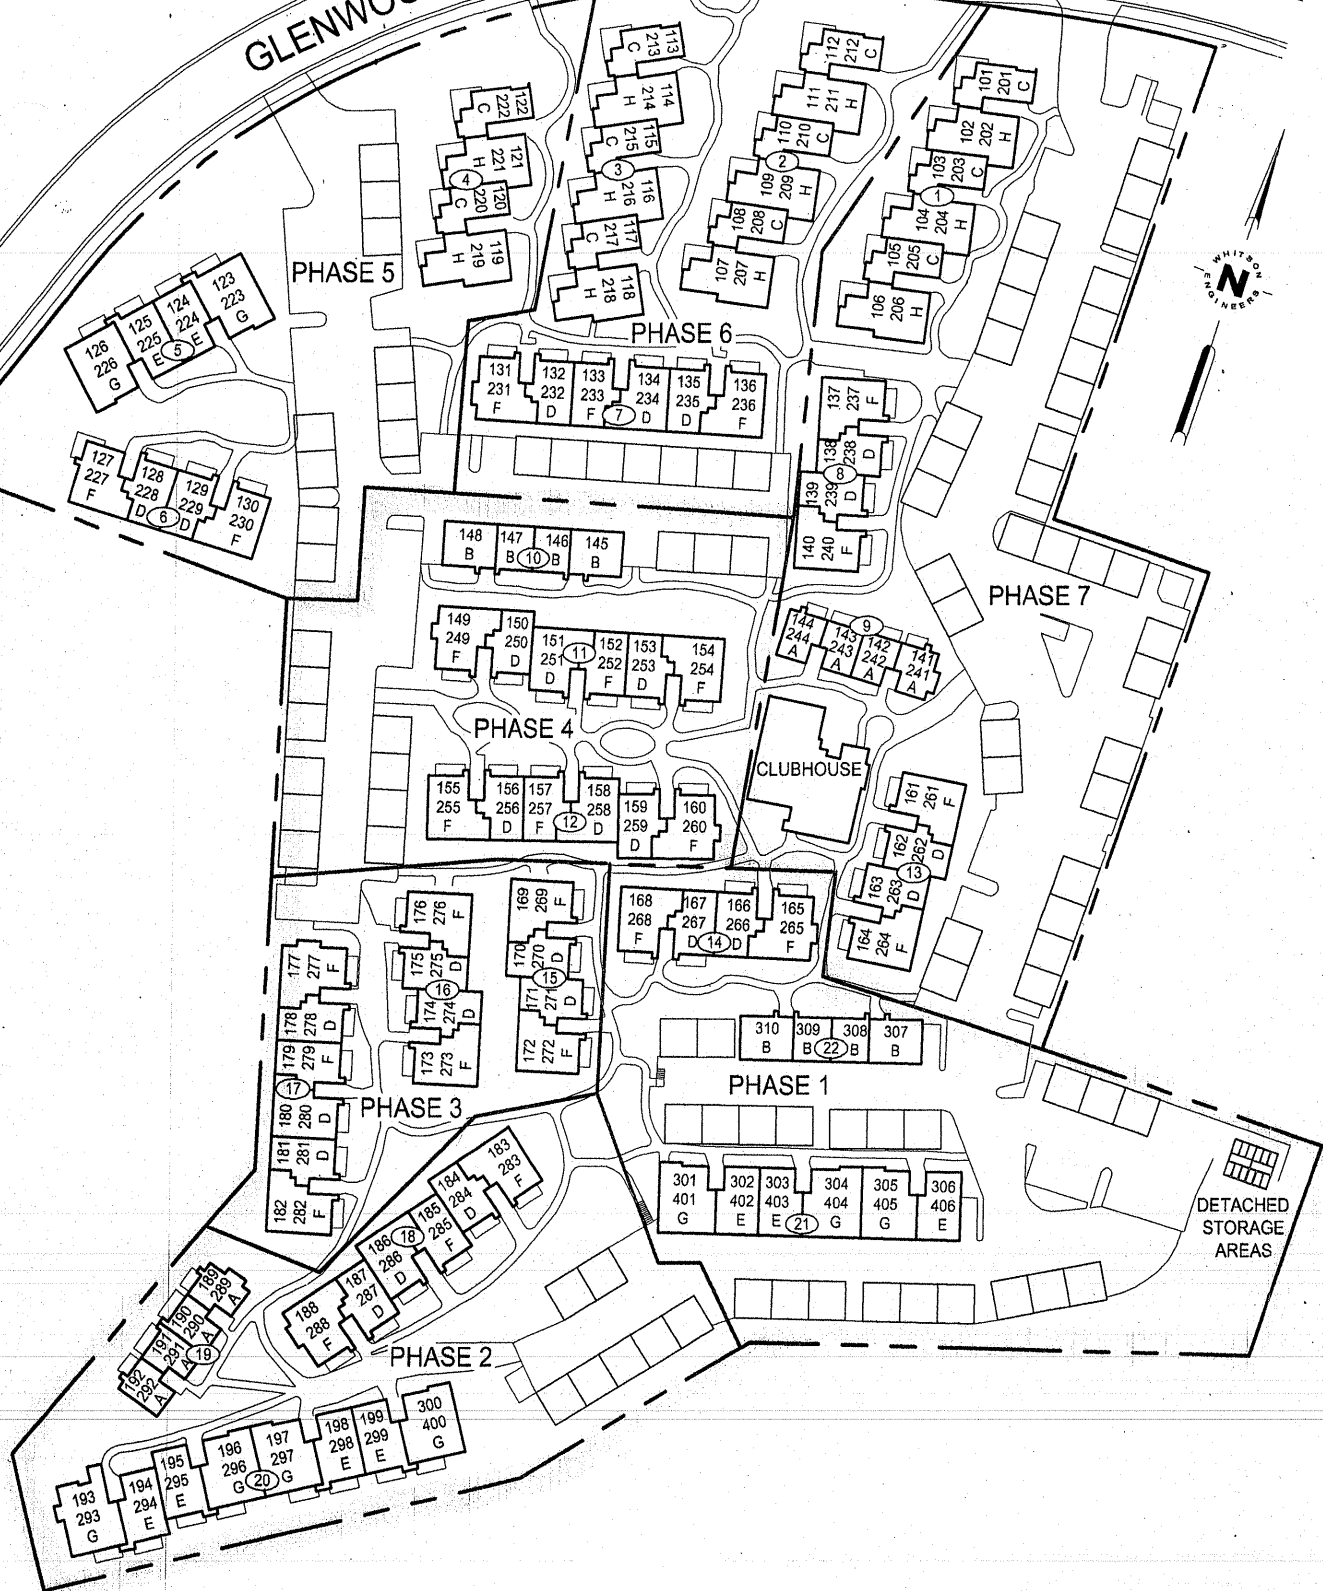 GLENWOO
113
213
C
114
214
H
115
215
C
3
116
216
H
117
217
C
118
218
H
112
212
C
111
211
H
110
210
C
2
109
209
H
108
208
C
107
207
H
101
201
C
102
202
H
103
203
C
1
104
204
H
105
205
C
106
206
H
122
222
C
121
221
H
4
120
220
C
119
219
H
WHITSON
N
ENGINEERS
PHASE 5
123
223
G
124
224
E
125
225
E
5
126
226
G
PHASE 6
131
231
F
132
232
D
133
233
F
7
134
234
D
135
235
D
136
236
F
137
237
F
138
238
D
8
139
239
D
140
240
F
127
227
F
128
228
D
6
129
229
D
130
230
F
148
B
147
B
10
146
B
145
B
PHASE 7
149
249
F
150
250
D
151
251
D
11
152
252
F
153
253
D
154
254
F
144
244
A
143
243
A
9
142
242
A
141
241
A
PHASE 4
CLUBHOUSE
155
255
F
156
256
D
157
257
F
12
158
258
D
159
259
D
160
260
F
161
261
F
162
262
D
13
163
263
D
164
264
F
168
268
F
167
267
D
14
166
266
D
165
265
F
169
269
F
170
270
D
15
171
271
D
172
272
F
176
276
F
175
275
D
16
174
274
D
173
273
F
177
277
F
178
278
D
179
279
F
17
180
280
D
181
281
D
182
282
F
PHASE 3
310
B
309
B
22
308
B
307
B
PHASE 1
301
401
G
302
402
E
303
403
E
21
304
404
G
305
405
G
306
406
E
DETACHED
STORAGE
AREAS
183
283
F
184
284
D
185
285
F
18
186
286
D
187
287
D
188
288
F
189
289
A
190
290
A
19
191
291
A
192
292
A
PHASE 2
193
293
G
194
294
E
195
295
E
196
296
G
20
197
297
G
198
298
E
199
299
E
300
400
G